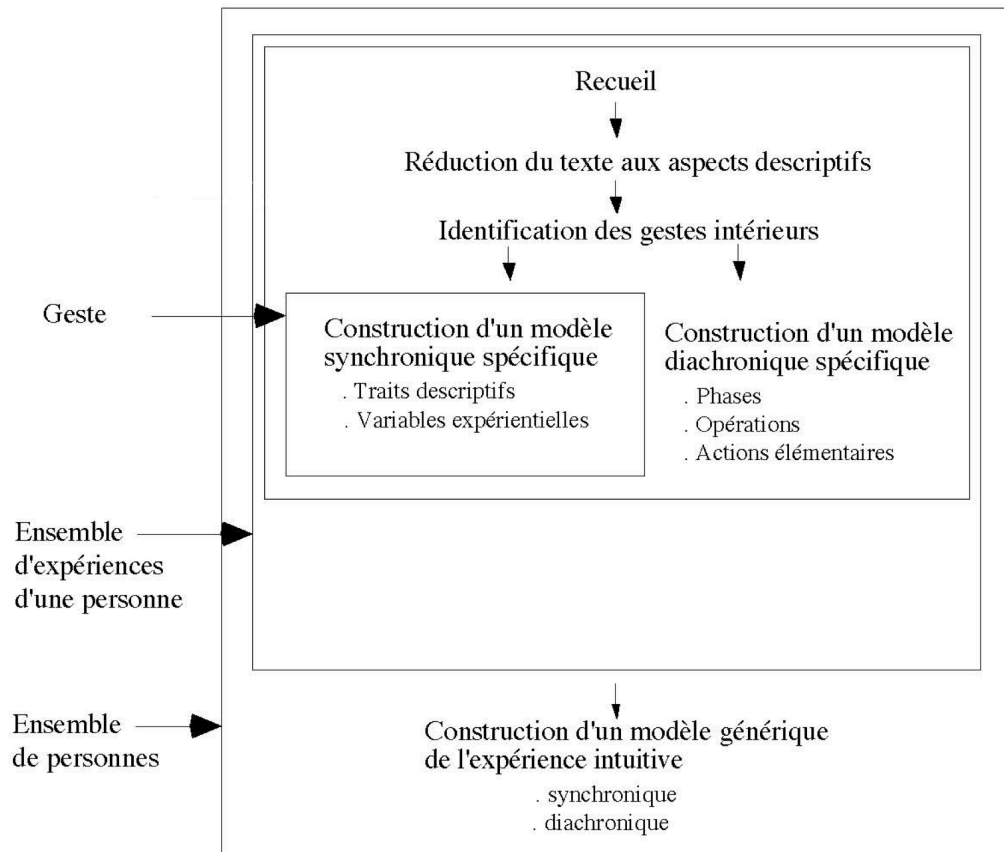 Recueil
Réduction du texte aux aspects descriptifs
Identification des gestes intérieurs
Geste
Construction d'un modèle
synchronique spécifique
. Traits descriptifs
. Variables expérientielles
Construction d'un modèle
diachronique spécifique
. Phases
. Opérations
. Actions élémentaires
Ensemble
d'expériences
d'une personne
Ensemble
de personnes
Construction d'un modèle générique
de l'expérience intuitive
. synchronique
. diachronique